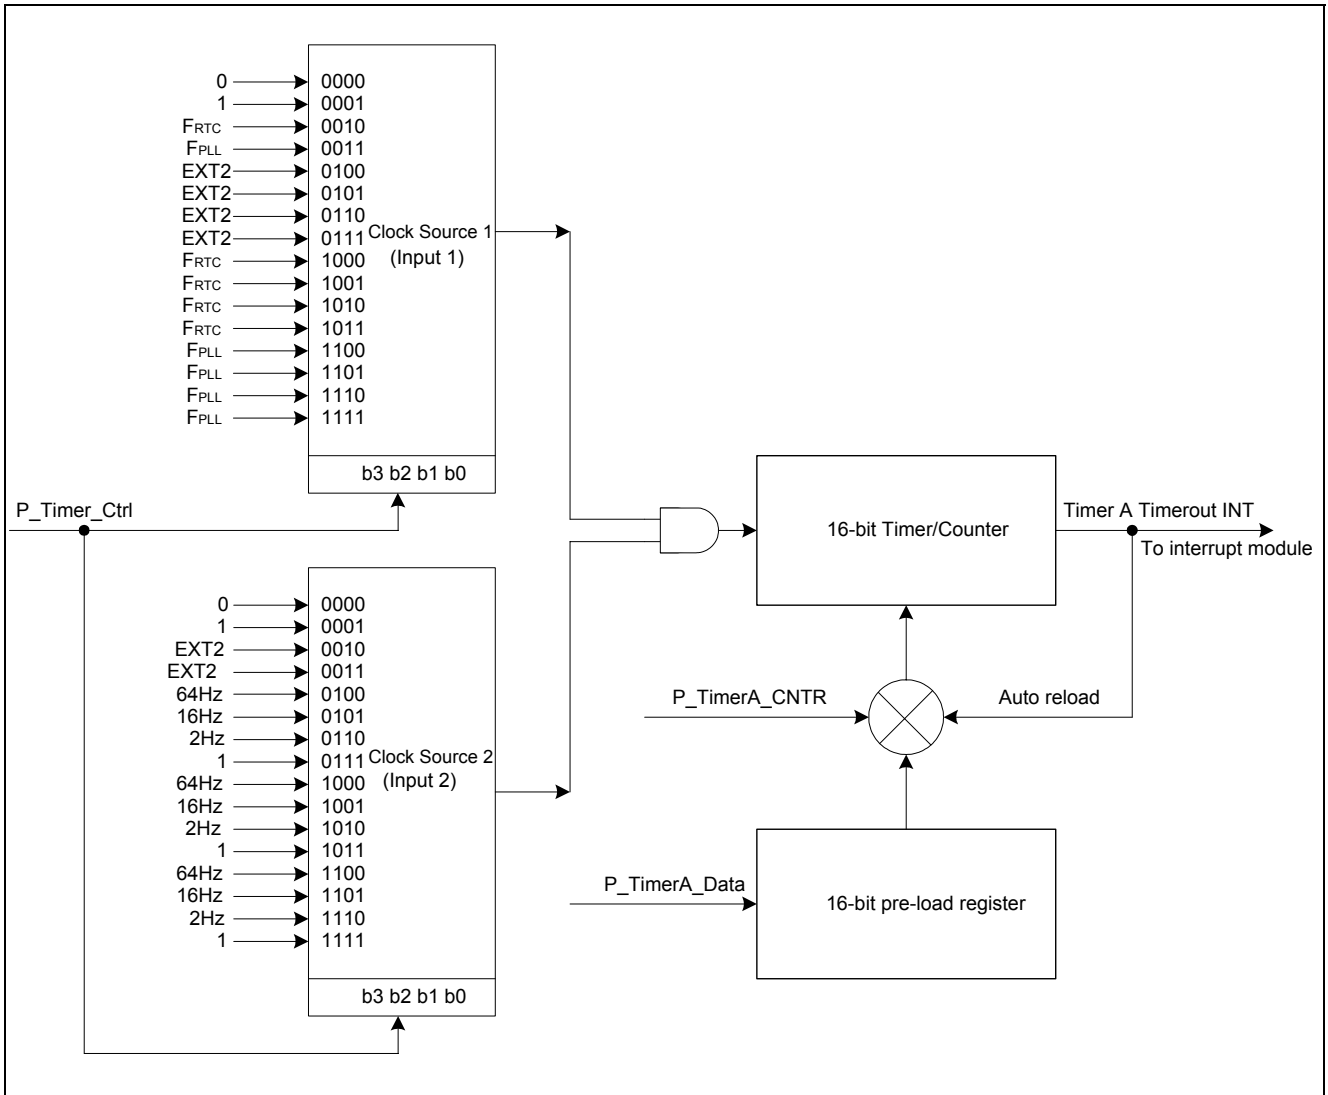 0 0000
1 0001
FRTC 0010
FPLL 0011
EXT2 0100
EXT2 0101
EXT2 0110
EXT2 0111
FRTC 1000
FRTC 1001
FRTC 1010
FRTC 1011
FPLL 1100
FPLL 1101
FPLL 1110
FPLL 1111
Clock Source 1
(Input 1)
b3 b2 b1 b0
P_Timer_Ctrl
0 0000
1 0001
EXT2 0010
EXT2 0011
64Hz 0100
16Hz 0101
2Hz 0110
1 0111
64Hz 1000
16Hz 1001
2Hz 1010
1 1011
64Hz 1100
16Hz 1101
2Hz 1110
1 1111
Clock Source 2
(Input 2)
b3 b2 b1 b0
16-bit Timer/Counter
Timer A Timerout INT
To interrupt module
P_TimerA_CNTR
Auto reload
P_TimerA_Data
16-bit pre-load register